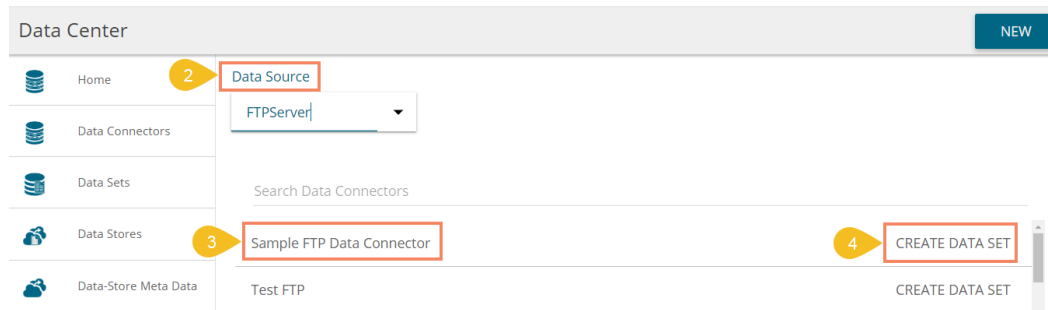 Data Center
NEW
Home
2
Data Source
FTPServer
Data Connectors
Data Sets
Search Data Connectors
Data Stores
3
Sample FTP Data Connector
4
CREATE DATA SET
Data-Store Meta Data
Test FTP
CREATE DATA SET